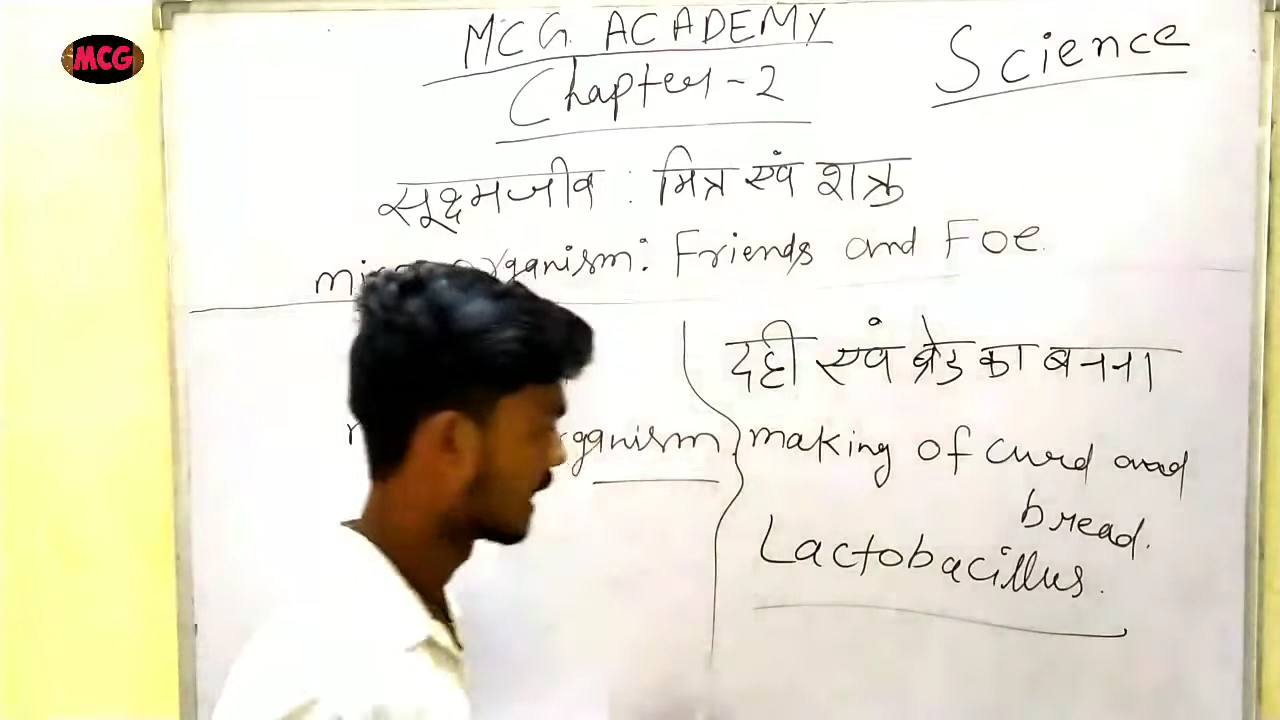 MCG
MCG ACADEMY
Science
Chapter - 2
सूक्ष्मजीव : मित्र एवं शत्रु
organism: Friends and Foe.
दही एवं ब्रेड का बनना
making of curd and
bread.
Lactobacillus.